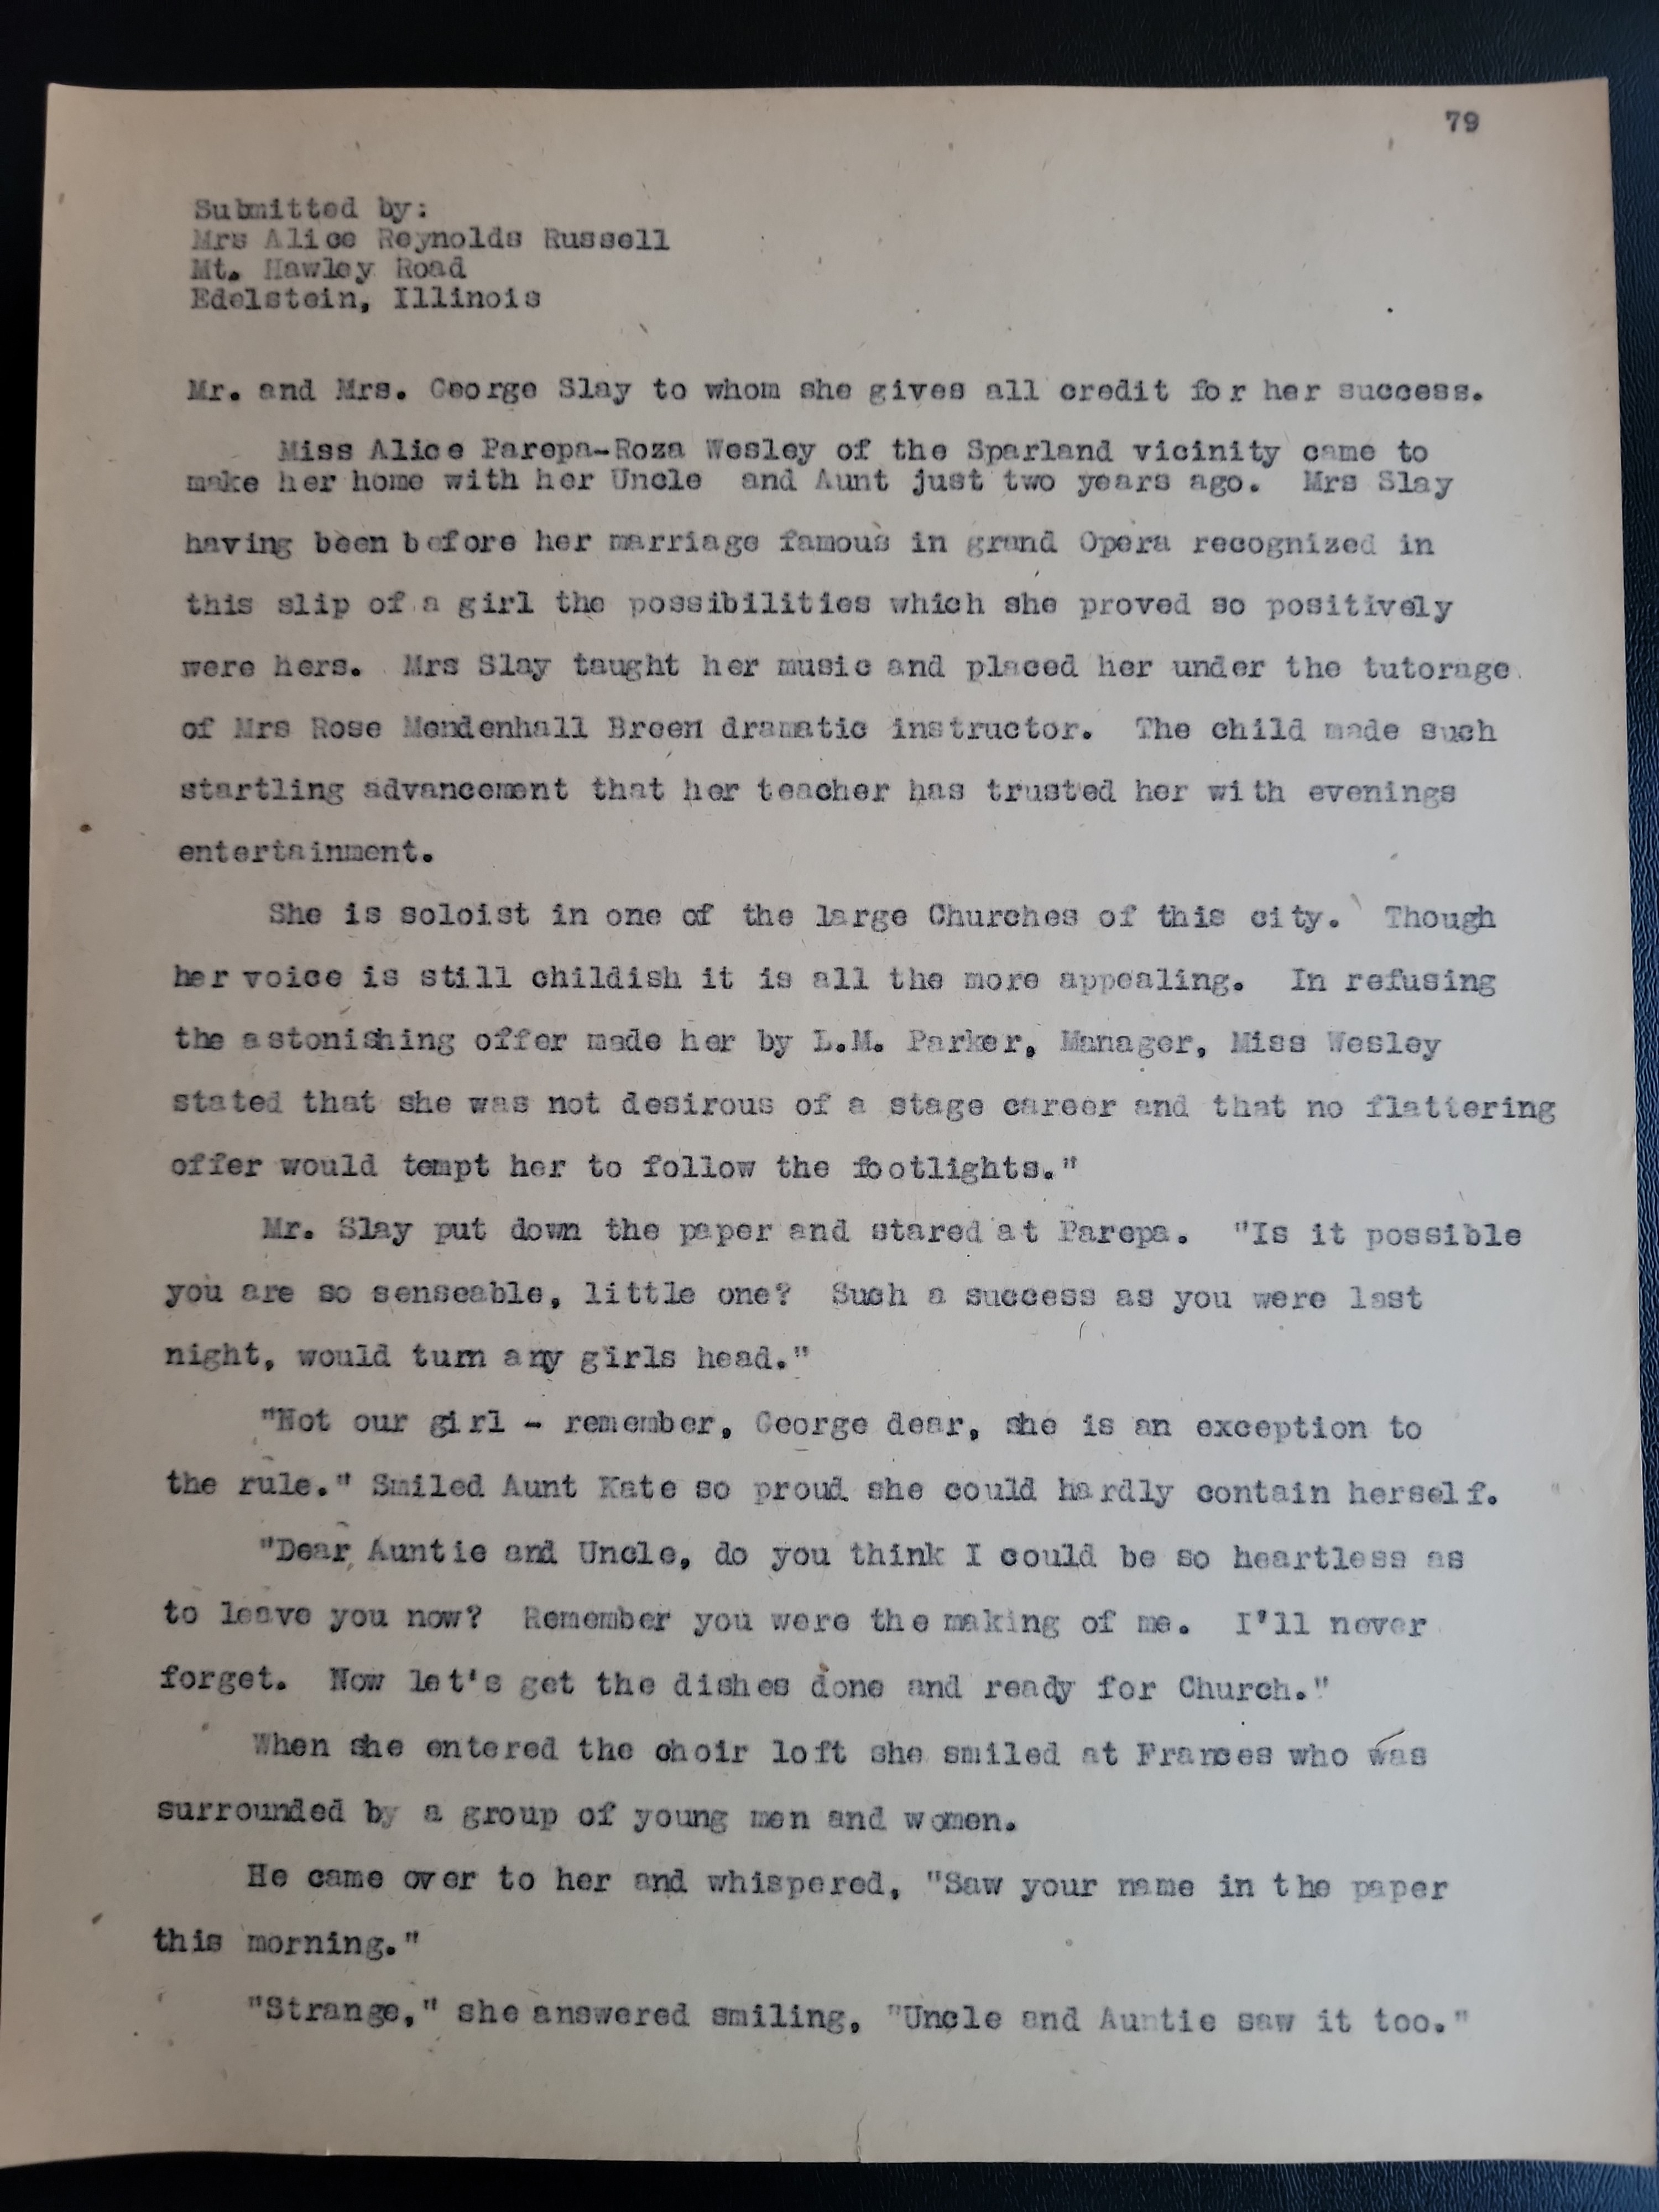 79
Submitted by:
Mrs Alice Reynolds Russell
Mt. Hawley Road
Edelstein, Illinois
Mr. and Mrs. George Slay to whom she gives all credit for her success.
Miss Alice Parepa-Roza Wesley of the Sparland vicinity came to
make her home with her Uncle and Aunt just two years ago. Mrs Slay
having been before her marriage famous in grand Opera recognized in
this slip of a girl the possibilities which she proved so positively
were hers. Mrs Slay taught her music and placed her under the tutorage
of Mrs Rose Mendenhall Breen dramatic instructor. The child made such
startling advancement that her teacher has trusted her with evenings
entertainment.
She is soloist in one of the large Churches of this city. Though
her voice is still childish it is all the more appealing. In refusing
the astonishing offer made her by L.M. Parker, Manager, Miss Wesley
stated that she was not desirous of a stage career and that no flattering
offer would tempt her to follow the footlights."
Mr. Slay put down the paper and stared at Parepa. "Is it possible
you are so senseable, little one? Such a success as you were last
night, would turn any girls head."
"Not our girl - remember, George dear, she is an exception to
the rule." Smiled Aunt Kate so proud she could hardly contain herself.
"Dear Auntie and Uncle, do you think I could be so heartless as
to leave you now? Remember you were the making of me. I'll never
forget. Now let's get the dishes done and ready for Church."
When she entered the choir loft she smiled at Frances who was
surrounded by a group of young men and women.
He came over to her and whispered, "Saw your name in the paper
this morning."
"Strange," she answered smiling, "Uncle and Auntie saw it too."